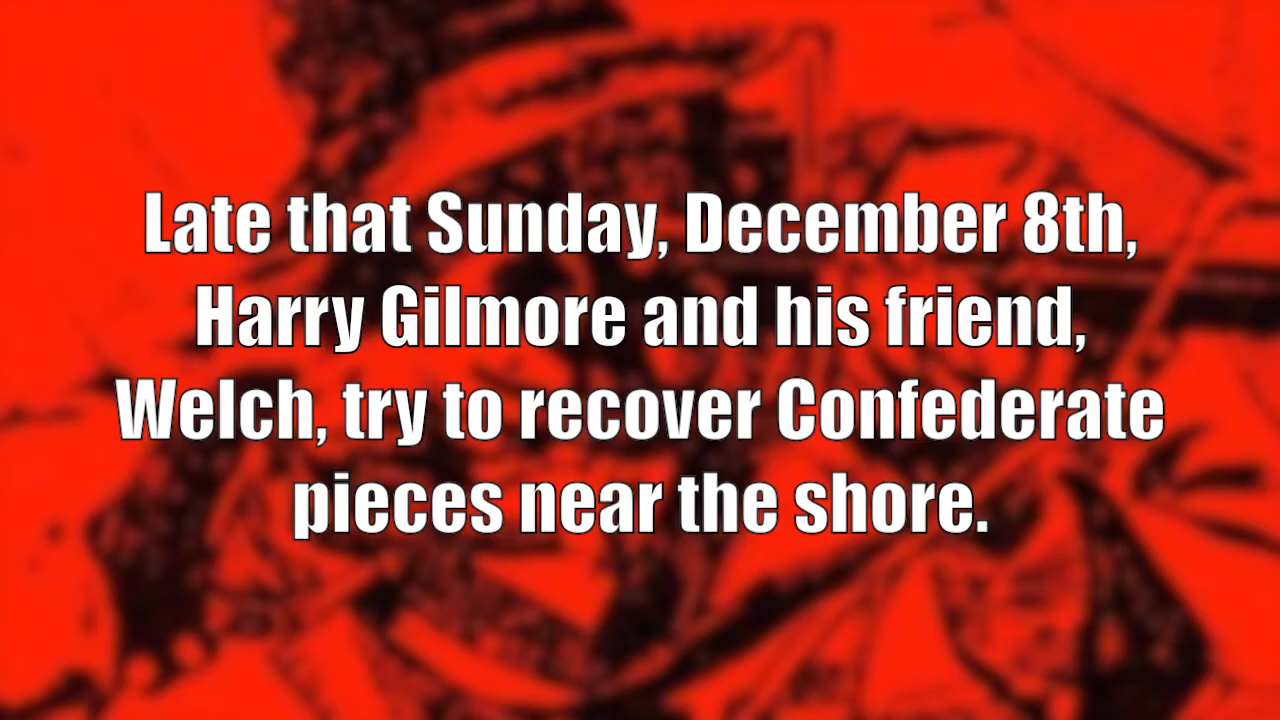 Late that Sunday, December 8th,
Harry Gilmore and his friend,
Welch, try to recover Confederate
pieces near the shore.